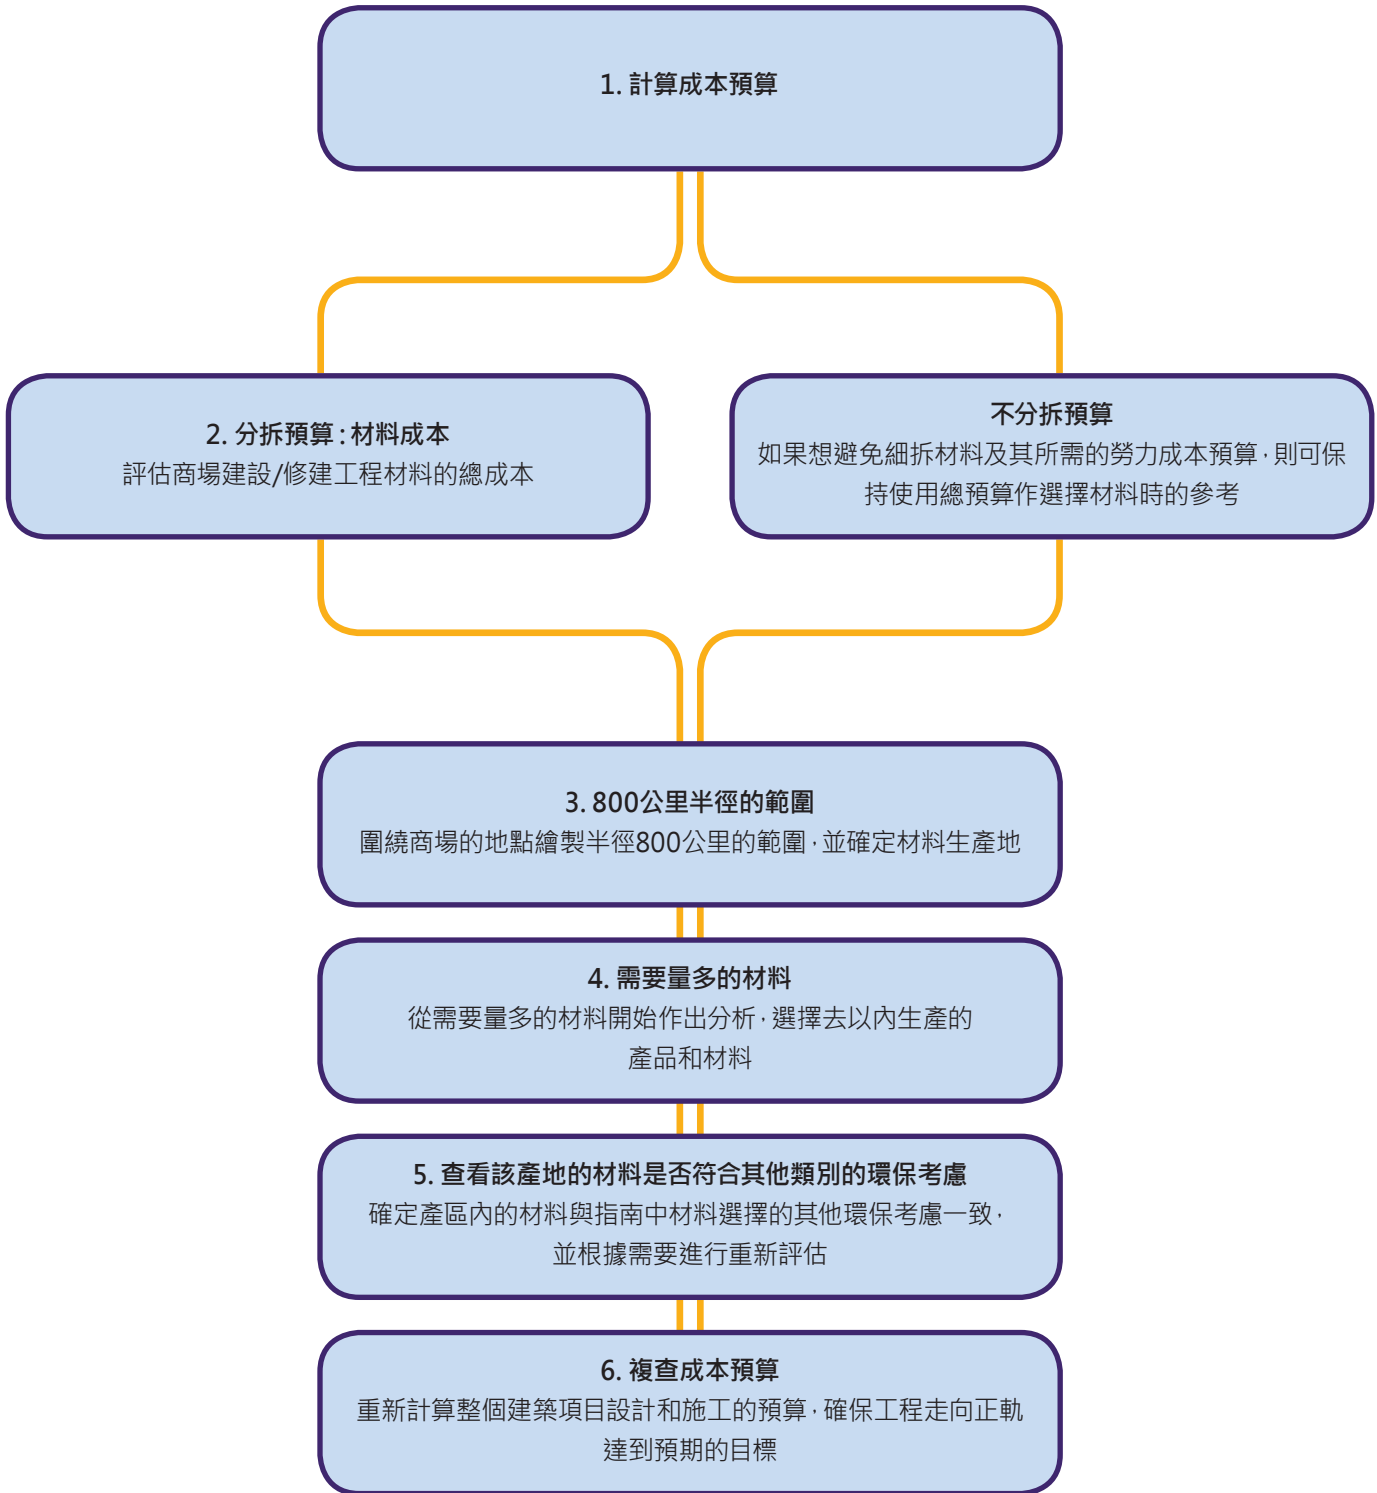 1. 計算成本預算
2. 分拆預算：材料成本
評估商場建設/修建工程材料的總成本
不分拆預算
如果想避免細拆材料及其所需的勞力成本預算，則可保
持使用總預算作選擇材料時的參考
3. 800公里半徑的範圍
圍繞商場的地點繪製半徑800公里的範圍，並確定材料生產地
4. 需要量多的材料
從需要量多的材料開始作出分析，選擇去以內生產的
產品和材料
5. 查看該產地的材料是否符合其他類別的環保考慮
確定產區內的材料與指南中材料選擇的其他環保考慮一致，
並根據需要進行重新評估
6. 複查成本預算
重新計算整個建築項目設計和施工的預算，確保工程走向正軌
達到預期的目標